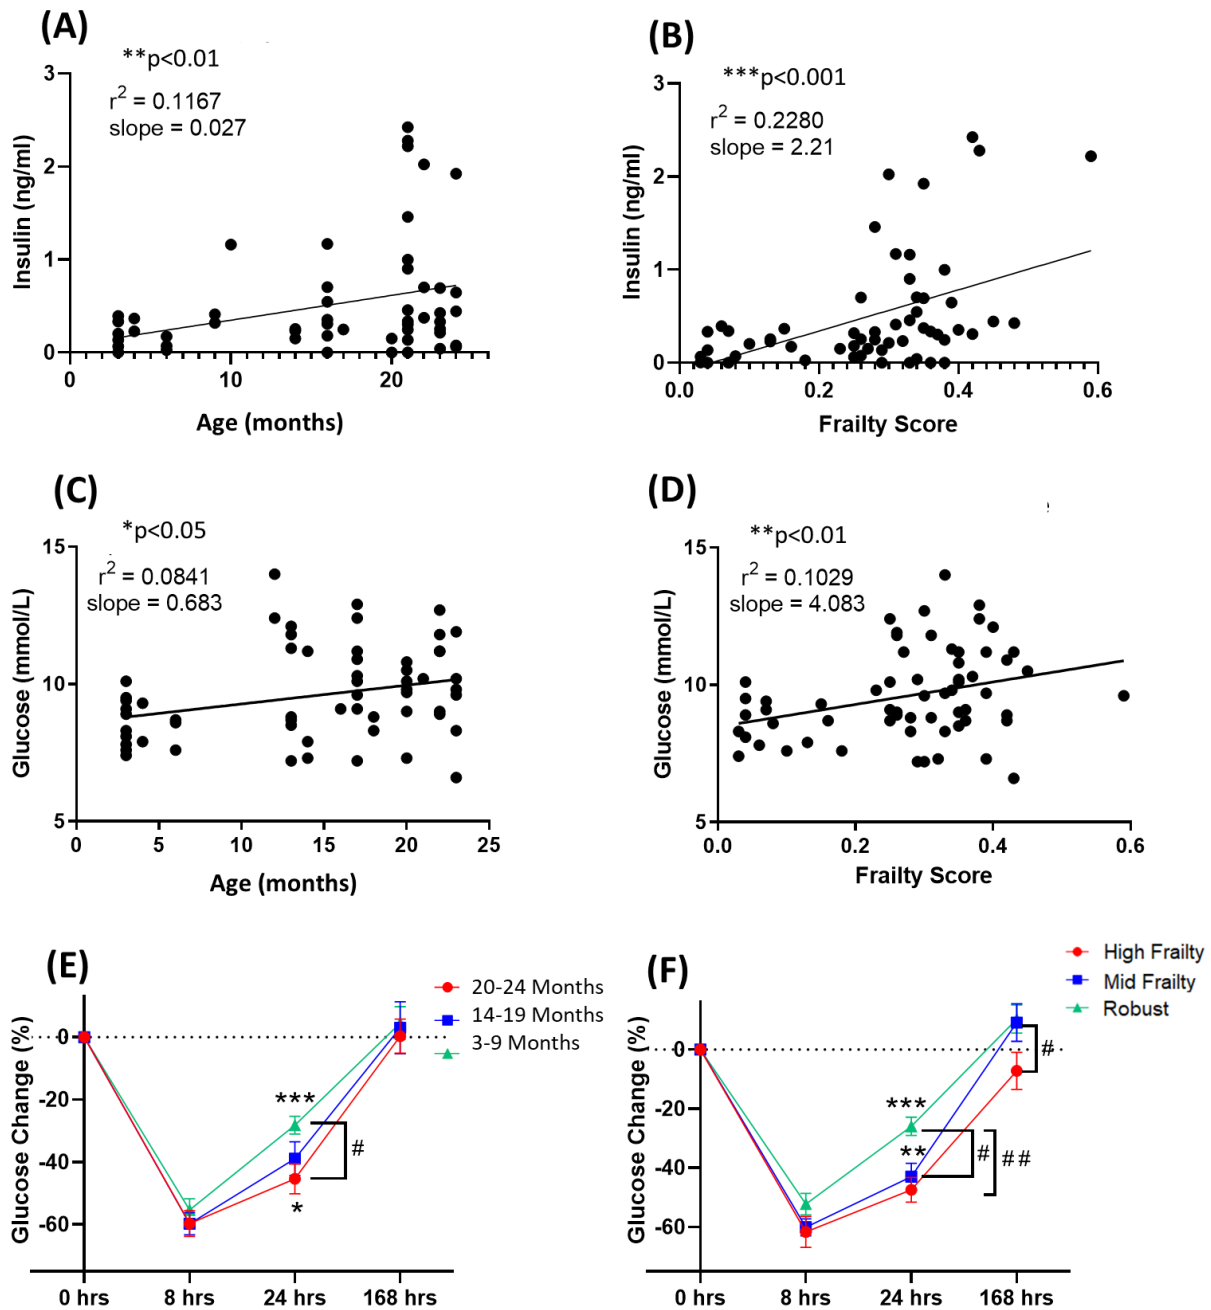 (A)
**p<0.01
r² = 0.1167
slope = 0.027
Insulin (ng/ml)
3
2
1
0
0 10 20
Age (months)
(B)
***p<0.001
r² = 0.2280
slope = 2.21
Insulin (ng/ml)
3
2
1
0
0.0 0.2 0.4 0.6
Frailty Score
(C)
*p<0.05
r² = 0.0841
slope = 0.683
Glucose (mmol/L)
15
10
5
0 5 10 15 20 25
Age (months)
(D)
**p<0.01
r² = 0.1029
slope = 4.083
Glucose (mmol/L)
15
10
5
0.0 0.2 0.4 0.6
Frailty Score
(E)
20-24 Months
14-19 Months
3-9 Months
Glucose Change (%)
0
-20
-40
-60
***
#
*
0 hrs 8 hrs 24 hrs 168 hrs
(F)
High Frailty
Mid Frailty
Robust
Glucose Change (%)
0
-20
-40
-60
#
***
**
# ##
0 hrs 8 hrs 24 hrs 168 hrs